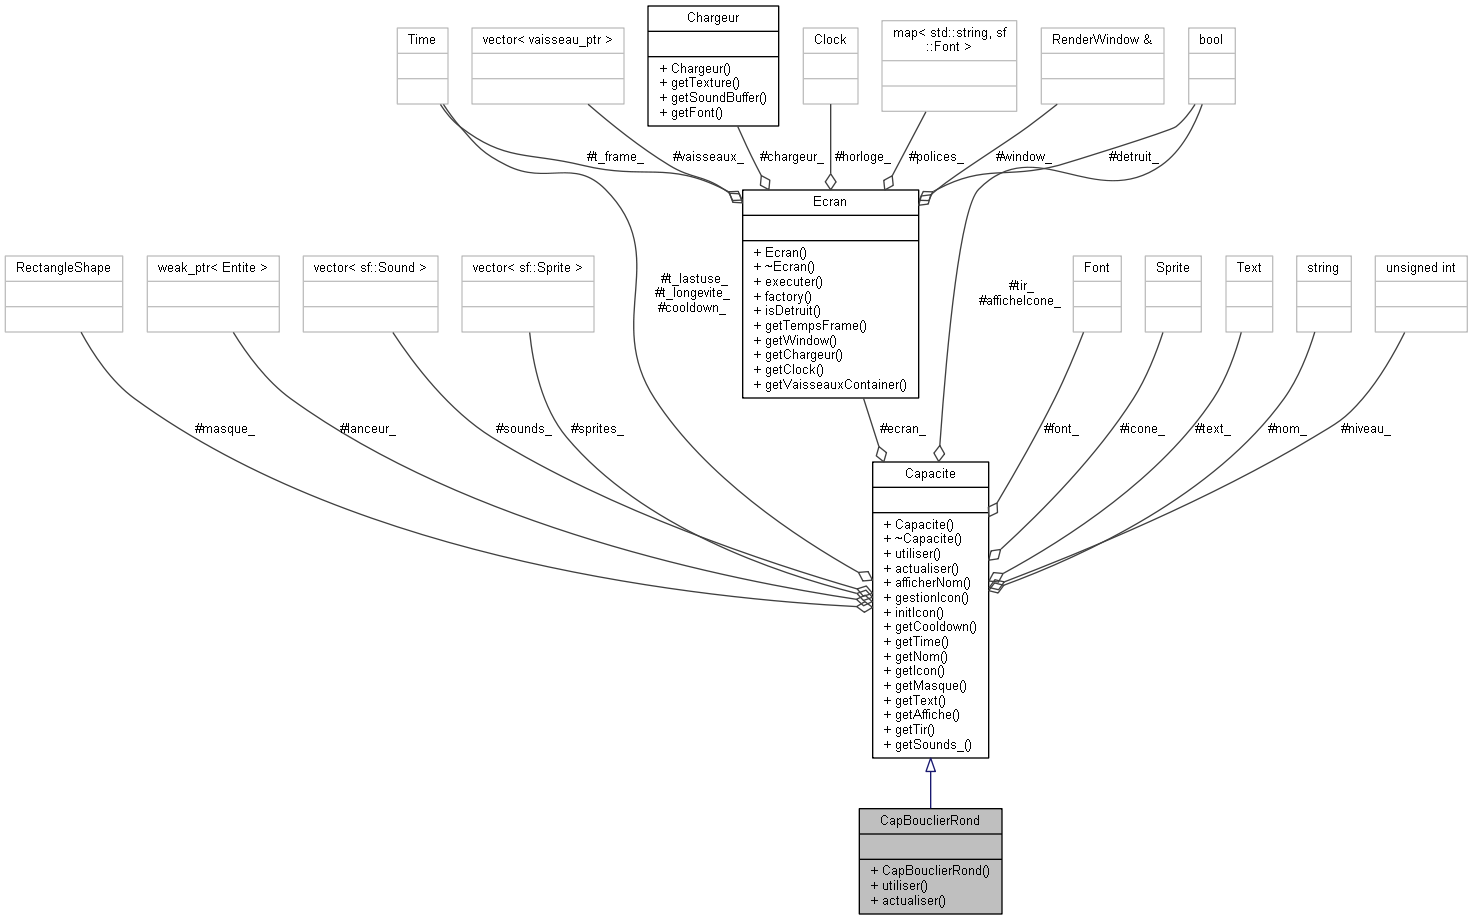 Chargeur
+ Chargeur()
+ getTexture()
+ getSoundBuffer()
+ getFont()
Time
vector< vaisseau_ptr >
Clock
map< std::string, sf
::Font >
RenderWindow &
bool
#t_frame_
#vaisseaux_
#chargeur_
#horloge_
#polices_
#window_
#detruit_
Ecran
+ Ecran()
+ ~Ecran()
+ executer()
+ factory()
+ isDetruit()
+ getTempsFrame()
+ getWindow()
+ getChargeur()
+ getClock()
+ getVaisseauxContainer()
RectangleShape
weak_ptr< Entite >
vector< sf::Sound >
vector< sf::Sprite >
#t_lastuse_
#t_longevite_
#cooldown_
#tir_
#afficheIcone_
Font
Sprite
Text
string
unsigned int
#masque_
#lanceur_
#sounds_
#sprites_
#ecran_
#font_
#icone_
#text_
#nom_
#niveau_
Capacite
+ Capacite()
+ ~Capacite()
+ utiliser()
+ actualiser()
+ afficherNom()
+ gestionIcon()
+ initIcon()
+ getCooldown()
+ getTime()
+ getNom()
+ getIcon()
+ getMasque()
+ getText()
+ getAffiche()
+ getTir()
+ getSounds_()
CapBouclierRond
+ CapBouclierRond()
+ utiliser()
+ actualiser()